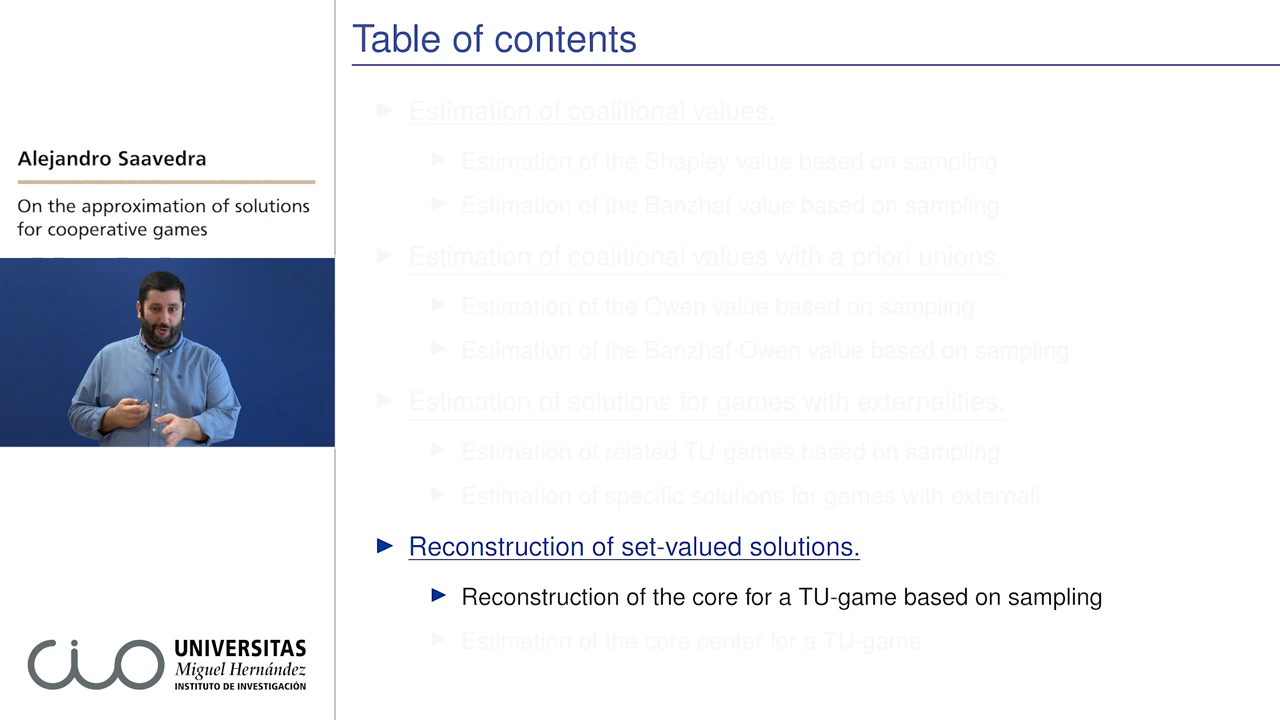 Table of contents
Alejandro Saavedra
On the approximation of solutions
for cooperative games
► Estimation of coalitional values.
► Estimation of the Shapley value based on sampling
► Estimation of the Banzhaf value based on sampling
► Estimation of coalitional values with a priori unions.
► Estimation of the Owen value based on sampling
► Estimation of the Banzhaf-Owen value based on sampling
► Estimation of solutions for games with externalities.
► Estimation of related TU-games based on sampling
► Estimation of specific solutions for games with externali
► Reconstruction of set-valued solutions.
► Reconstruction of the core for a TU-game based on sampling
► Estimation of the core center for a TU-game
cio
UNIVERSITAS
Miguel Hernández
INSTITUTO DE INVESTIGACIÓN